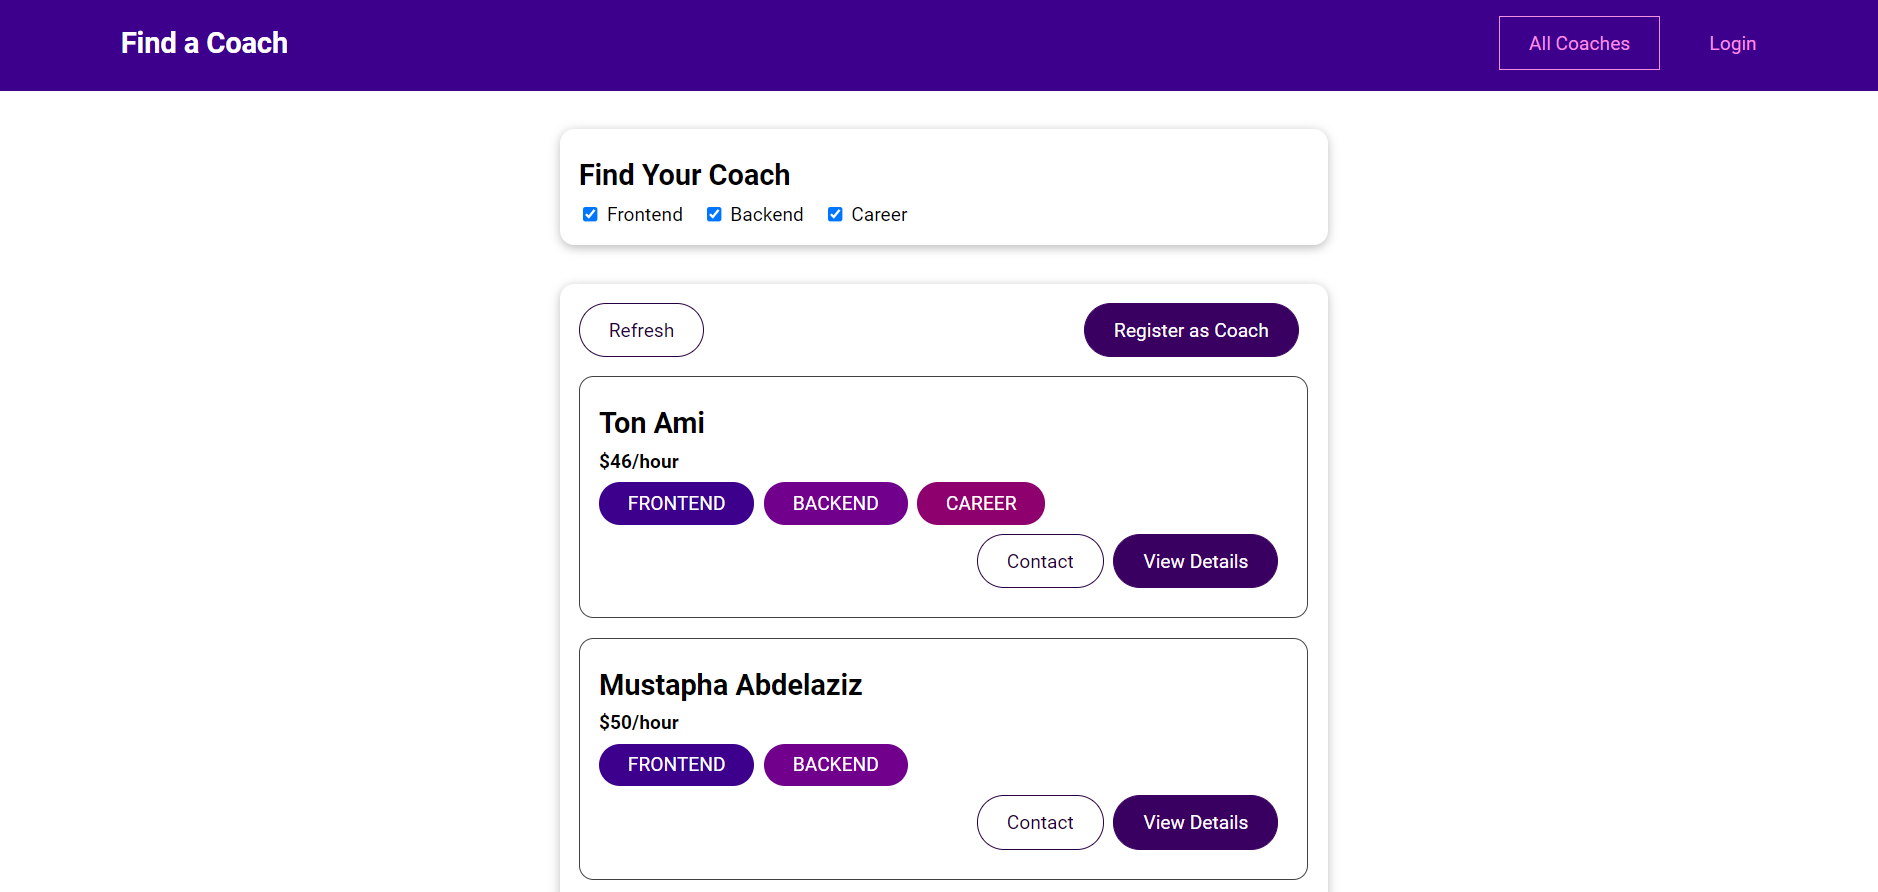 Find a Coach All Coaches Login
Find Your Coach
Frontend Backend Career
Refresh Register as Coach
Ton Ami
$46/hour
FRONTEND BACKEND CAREER
Contact View Details
Mustapha Abdelaziz
$50/hour
FRONTEND BACKEND
Contact View Details